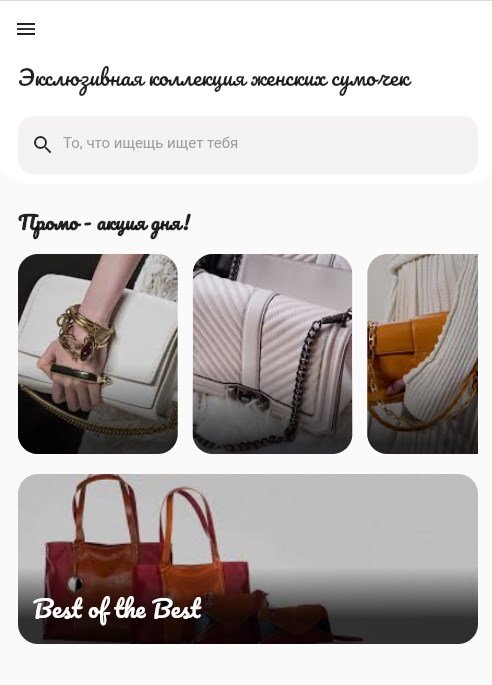 Эксклюзивная коллекция женских сумочек
То, что ищещь ищет тебя
Промо - акция дня!
Best of the Best